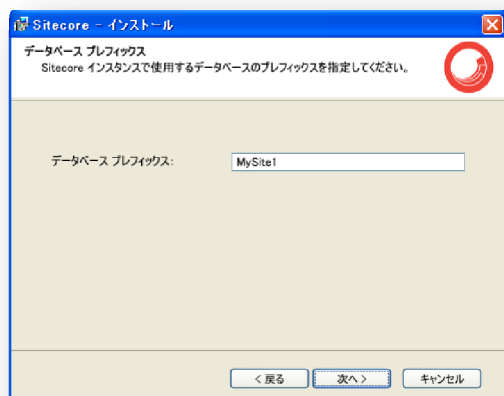 Sitecore - インストール
データベース プレフィックス
Sitecore インスタンスで使用するデータベースのプレフィックスを指定してください。
データベース プレフィックス: MySite1
< 戻る 次へ > キャンセル